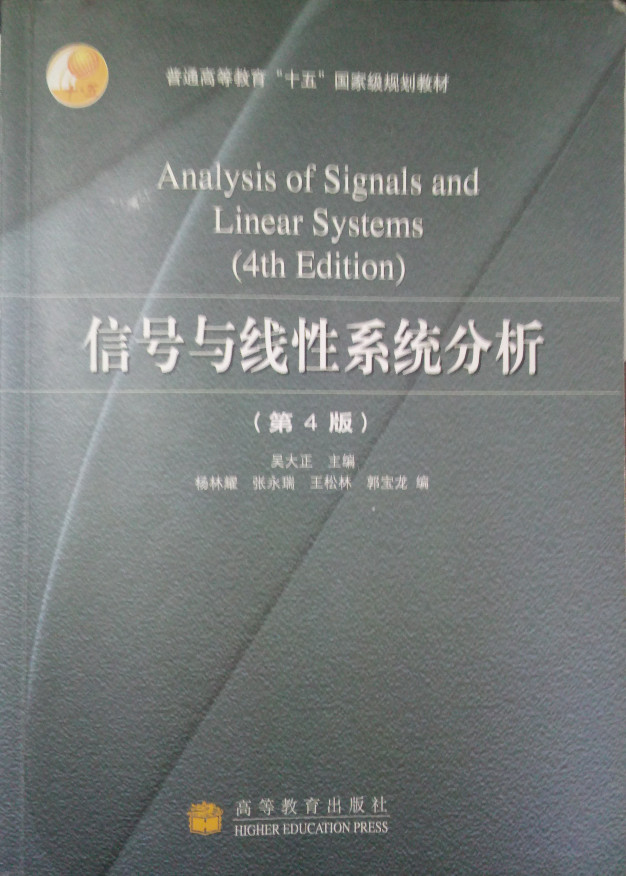 普通高等教育“十五”国家级规划教材
十·五
Analysis of Signals and
Linear Systems
(4th Edition)
信号与线性系统分析
(第 4 版)
吴大正 主编
杨林耀 张永瑞 王松林 郭宝龙 编
高等教育出版社
HIGHER EDUCATION PRESS